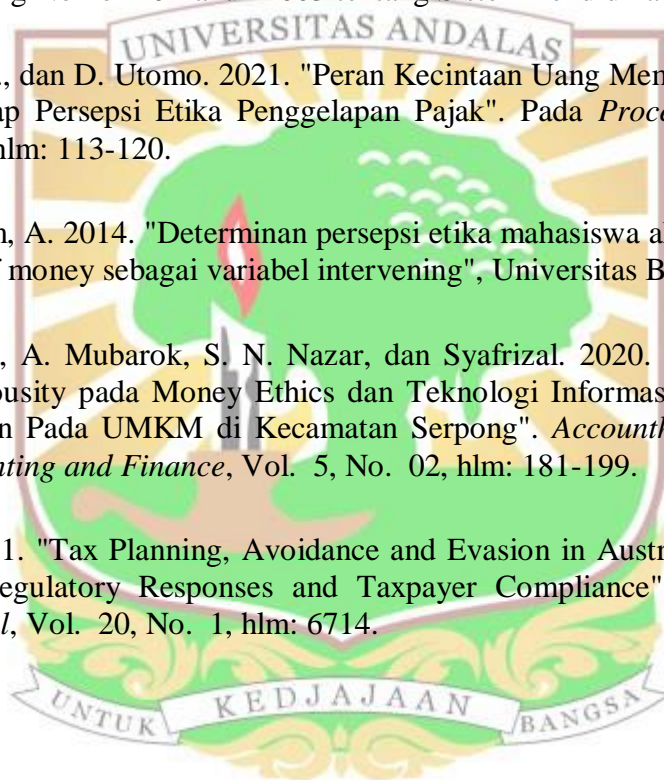 UNIVERSITAS ANDALAS
., dan D. Utomo. 2021. "Peran Kecintaan Uang Men
ap Persepsi Etika Penggelapan Pajak". Pada Proce
hlm: 113-120.
n, A. 2014. "Determinan persepsi etika mahasiswa a
f money sebagai variabel intervening", Universitas B
, A. Mubarok, S. N. Nazar, dan Syafrizal. 2020.
ousity pada Money Ethics dan Teknologi Informas
n Pada UMKM di Kecamatan Serpong". Accounth
nting and Finance, Vol. 5, No. 02, hlm: 181-199.
1. "Tax Planning, Avoidance and Evasion in Austr
egulatory Responses and Taxpayer Compliance"
l, Vol. 20, No. 1, hlm: 6714.
UNTUK KEDJAJAAN BANGSA